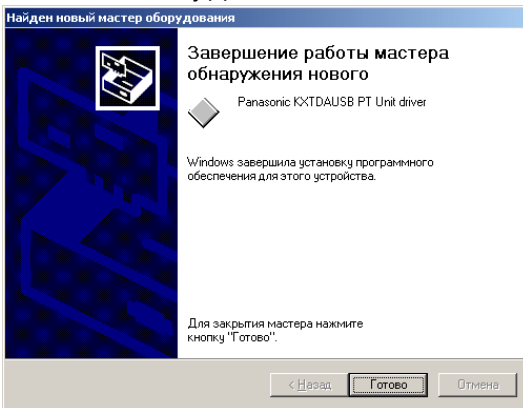 Найден новый мастер оборудования
Завершение работы мастера
обнаружения нового
Panasonic KXTDAUSB PT Unit driver
Windows завершила установку программного
обеспечения для этого устройства.
Для закрытия мастера нажмите
кнопку "Готово".
< Назад Готово Отмена